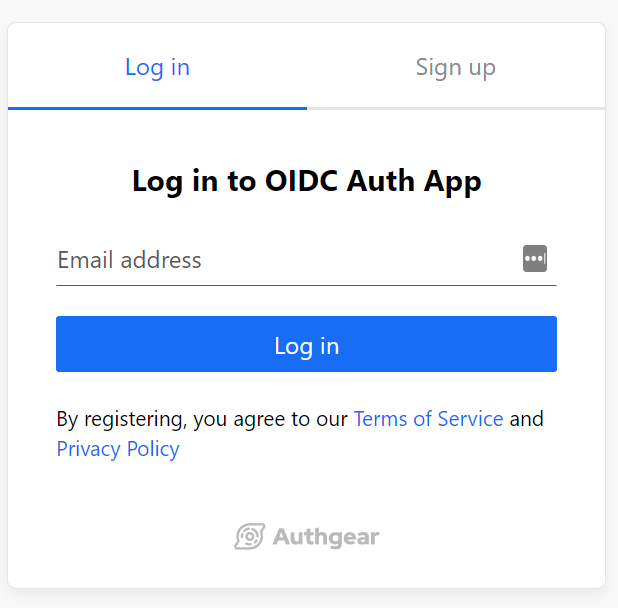 Log in
Sign up
Log in to OIDC Auth App
Email address
Log in
By registering, you agree to our Terms of Service and
Privacy Policy
Authgear